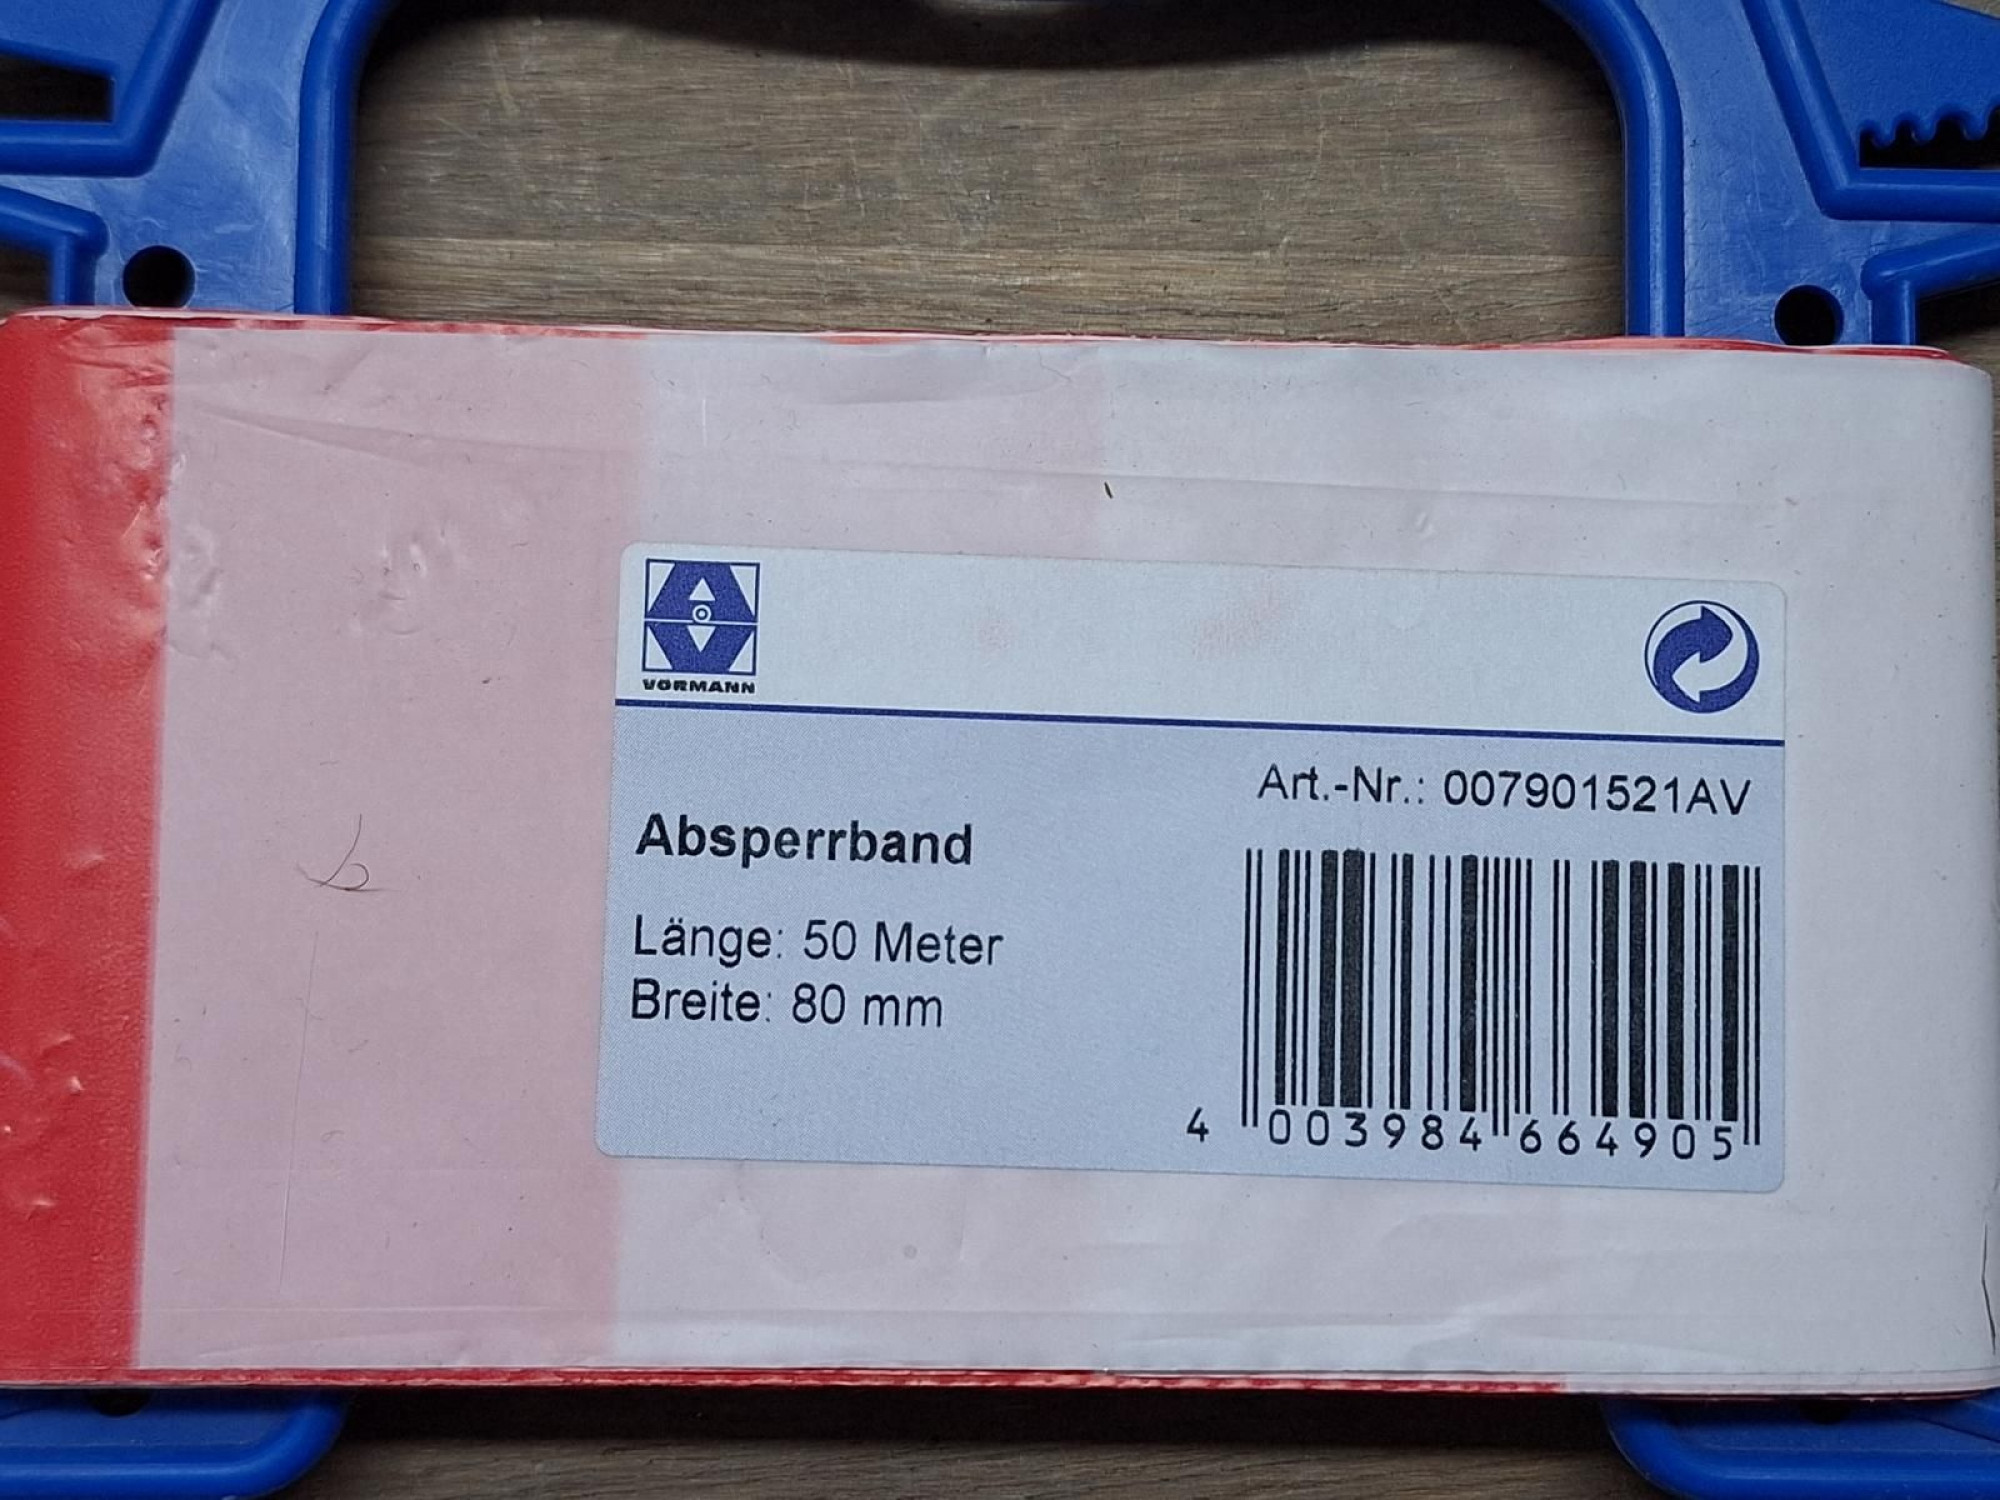 VORMANN
Art.-Nr.: 007901521AV
Absperrband
Länge: 50 Meter
Breite: 80 mm
4 003984 664905